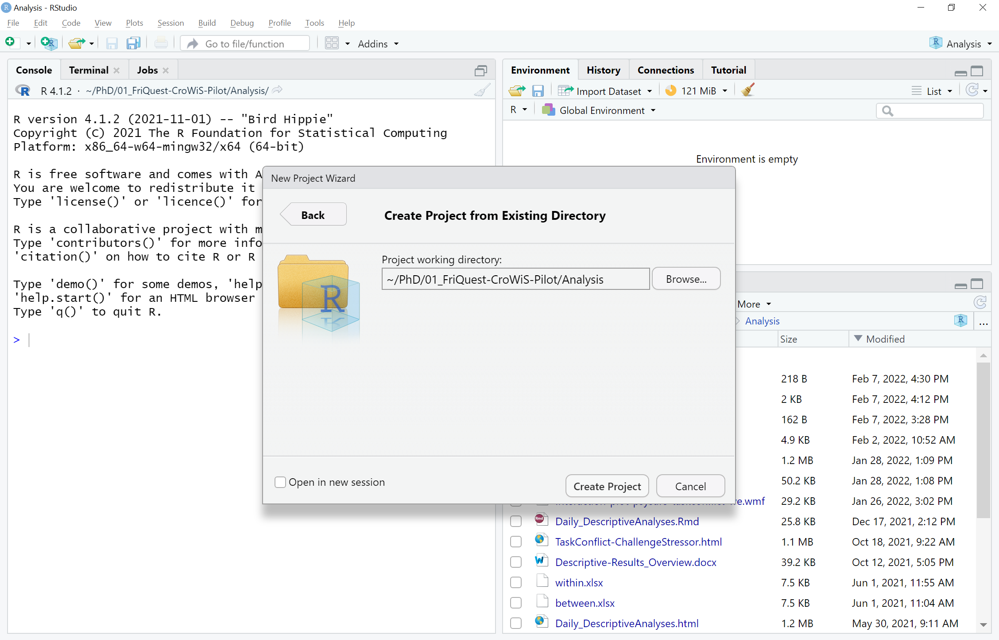 Analysis - RStudio
File Edit Code View Plots Session Build Debug Profile Tools Help
Go to file/function
Addins
Analysis
Console Terminal Jobs
R 4.1.2 · ~/PhD/01_FriQuest-CroWiS-Pilot/Analysis/
R version 4.1.2 (2021-11-01) -- "Bird Hippie"
Copyright (C) 2021 The R Foundation for Statistical Computing
Platform: x86_64-w64-mingw32/x64 (64-bit)
R is free software and comes with A
You are welcome to redistribute it
Type 'license()' or 'licence()' for
R is a collaborative project with m
Type 'contributors()' for more info
'citation()' on how to cite R or R
Type 'demo()' for some demos, 'help
'help.start()' for an HTML browser
Type 'q()' to quit R.
>
Environment History Connections Tutorial
Import Dataset 121 MiB List
R Global Environment
Environment is empty
New Project Wizard
Back
Create Project from Existing Directory
Project working directory:
~/PhD/01_FriQuest-CroWiS-Pilot/Analysis
Browse...
Open in new session
Create Project
Cancel
More
Analysis
...
Size Modified
218 B Feb 7, 2022, 4:30 PM
2 KB Feb 7, 2022, 4:12 PM
162 B Feb 7, 2022, 3:28 PM
4.9 KB Feb 2, 2022, 10:52 AM
1.2 MB Jan 28, 2022, 1:09 PM
50.2 KB Jan 28, 2022, 1:08 PM
e.wmf 29.2 KB Jan 26, 2022, 3:02 PM
Daily_DescriptiveAnalyses.Rmd 25.8 KB Dec 17, 2021, 2:12 PM
TaskConflict-ChallengeStressor.html 1.1 MB Oct 18, 2021, 9:22 AM
Descriptive-Results_Overview.docx 39.2 KB Oct 12, 2021, 5:05 PM
within.xlsx 7.5 KB Jun 1, 2021, 11:55 AM
between.xlsx 7.5 KB Jun 1, 2021, 11:04 AM
Daily_DescriptiveAnalyses.html 1.2 MB May 30, 2021, 9:11 AM